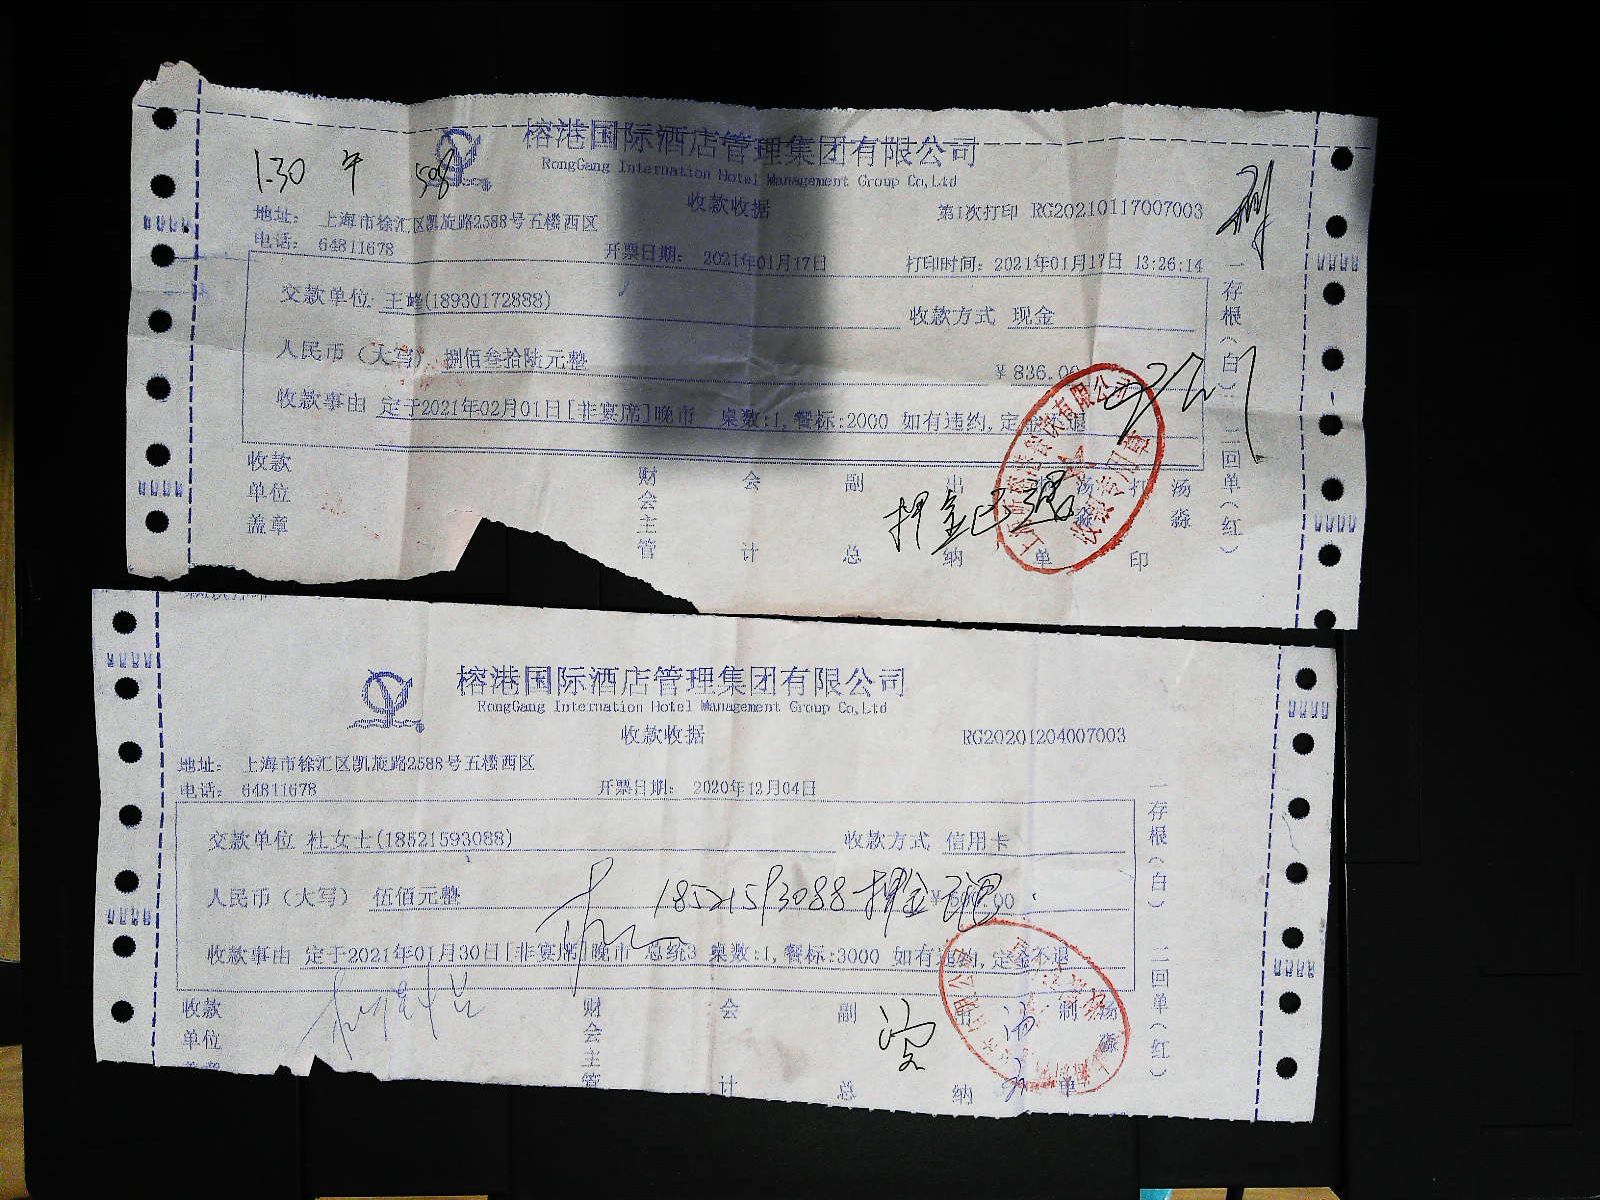 榕港国际酒店管理集团有限公司
RongGang Internation Hotel Management Group Co,Ltd
1.30 午 508
收款收据
第1次打印 RG20210117007003
地址： 上海市徐汇区凯旋路2588号五楼西区
电话： 64811678
开票日期： 2021年01月17日
打印时间：2021年01月17日 13:26:14
交款单位 王峰(18930172888)
收款方式 现金
人民币（大写） 捌佰叁拾陆元整
¥ 836.00
收款事由 定于2021年02月01日[非宴席]晚市 桌数:1,餐标:2000 如有违约,定金不退
一存根（白） 二回单（红）
收款单位盖章
财会主管
会计
副总
出纳
制单 汤淼
打印 汤淼
押金已退
榕港国际酒店管理集团有限公司
RongGang Internation Hotel Management Group Co,Ltd
收款收据
RG20201204007003
地址： 上海市徐汇区凯旋路2588号五楼西区
电话： 64811678
开票日期： 2020年12月04日
交款单位 杜女士(18521593088)
收款方式 信用卡
人民币（大写） 伍佰元整
¥500.00
18521593088 押金已退
收款事由 定于2021年01月30日[非宴席]晚市 总统3 桌数:1,餐标:3000 如有违约,定金不退
一存根（白） 二回单（红）
收款单位盖章
财会主管
会计
副总
出纳
制单 汤淼